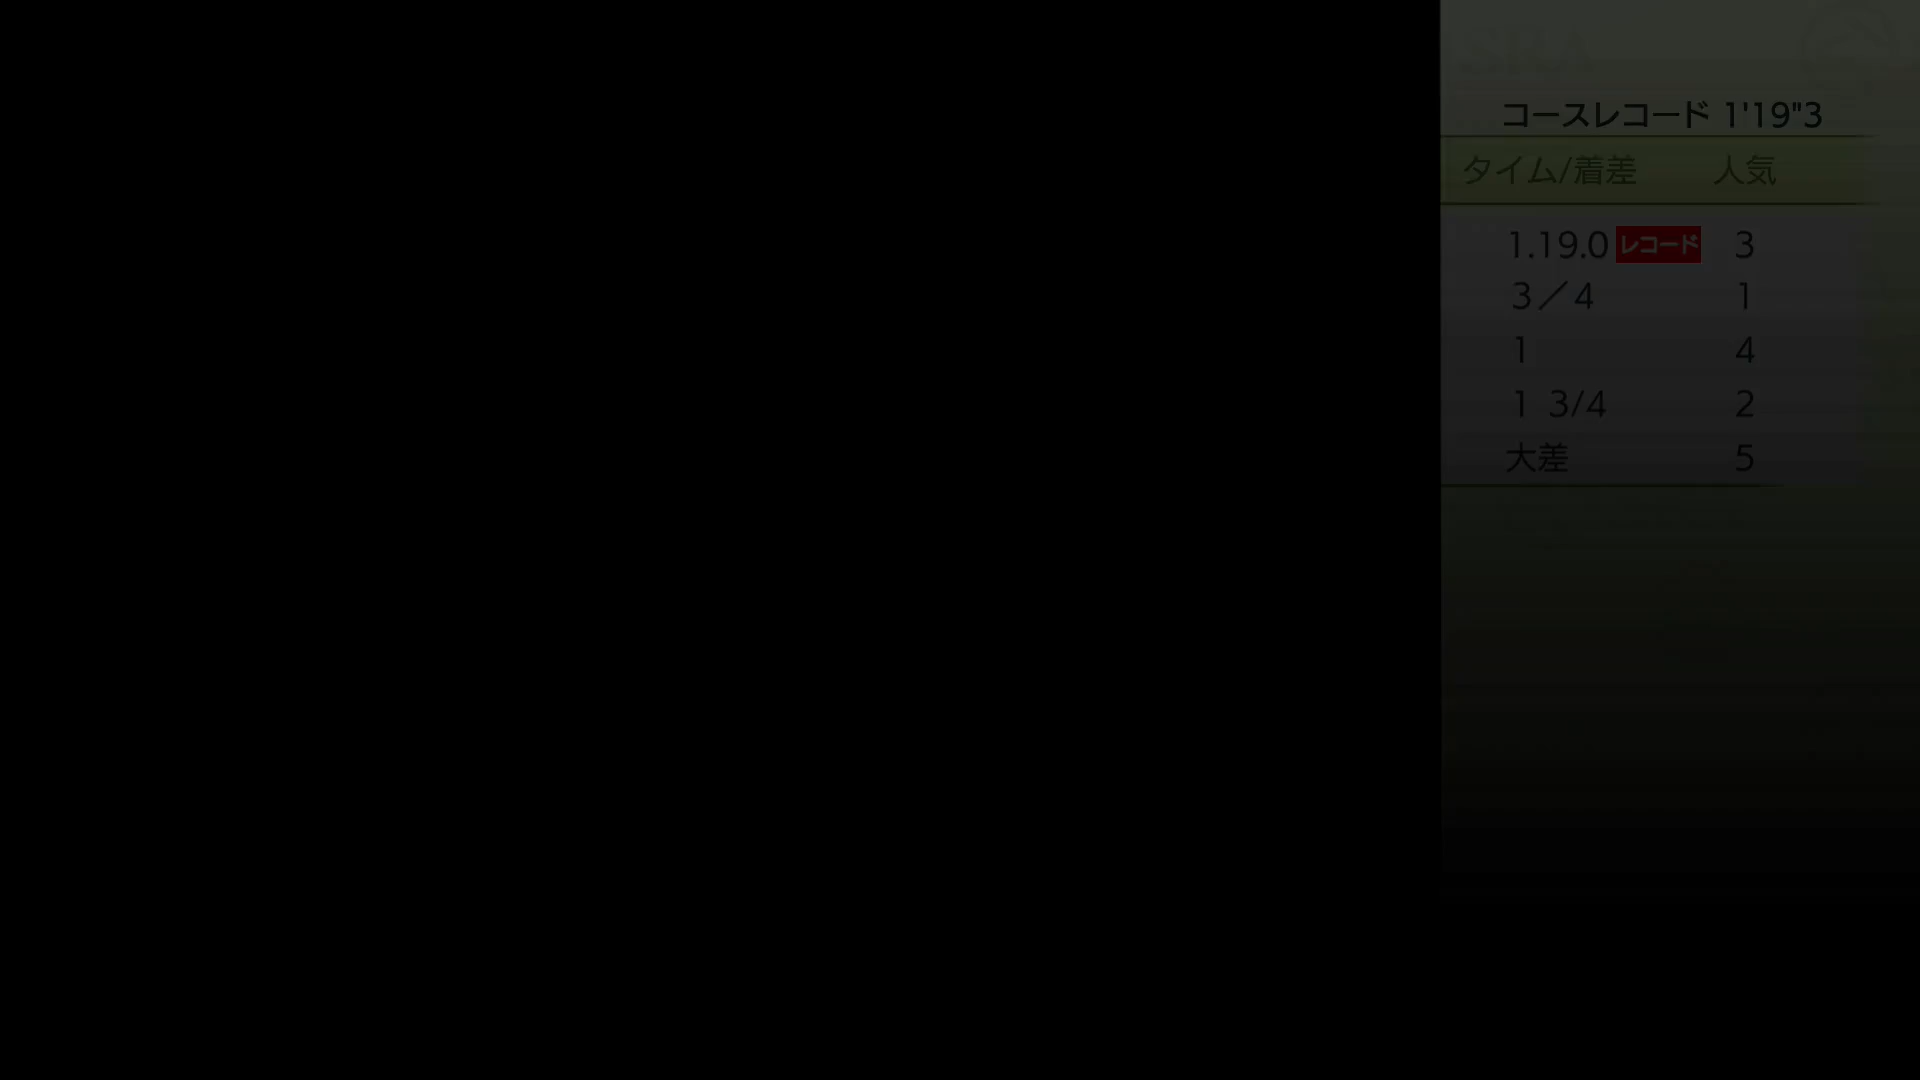 SRA
コースレコード 1'19"3
タイム/着差 人気
1.19.0 レコード 3
3／4 1
1 4
1 3/4 2
大差 5